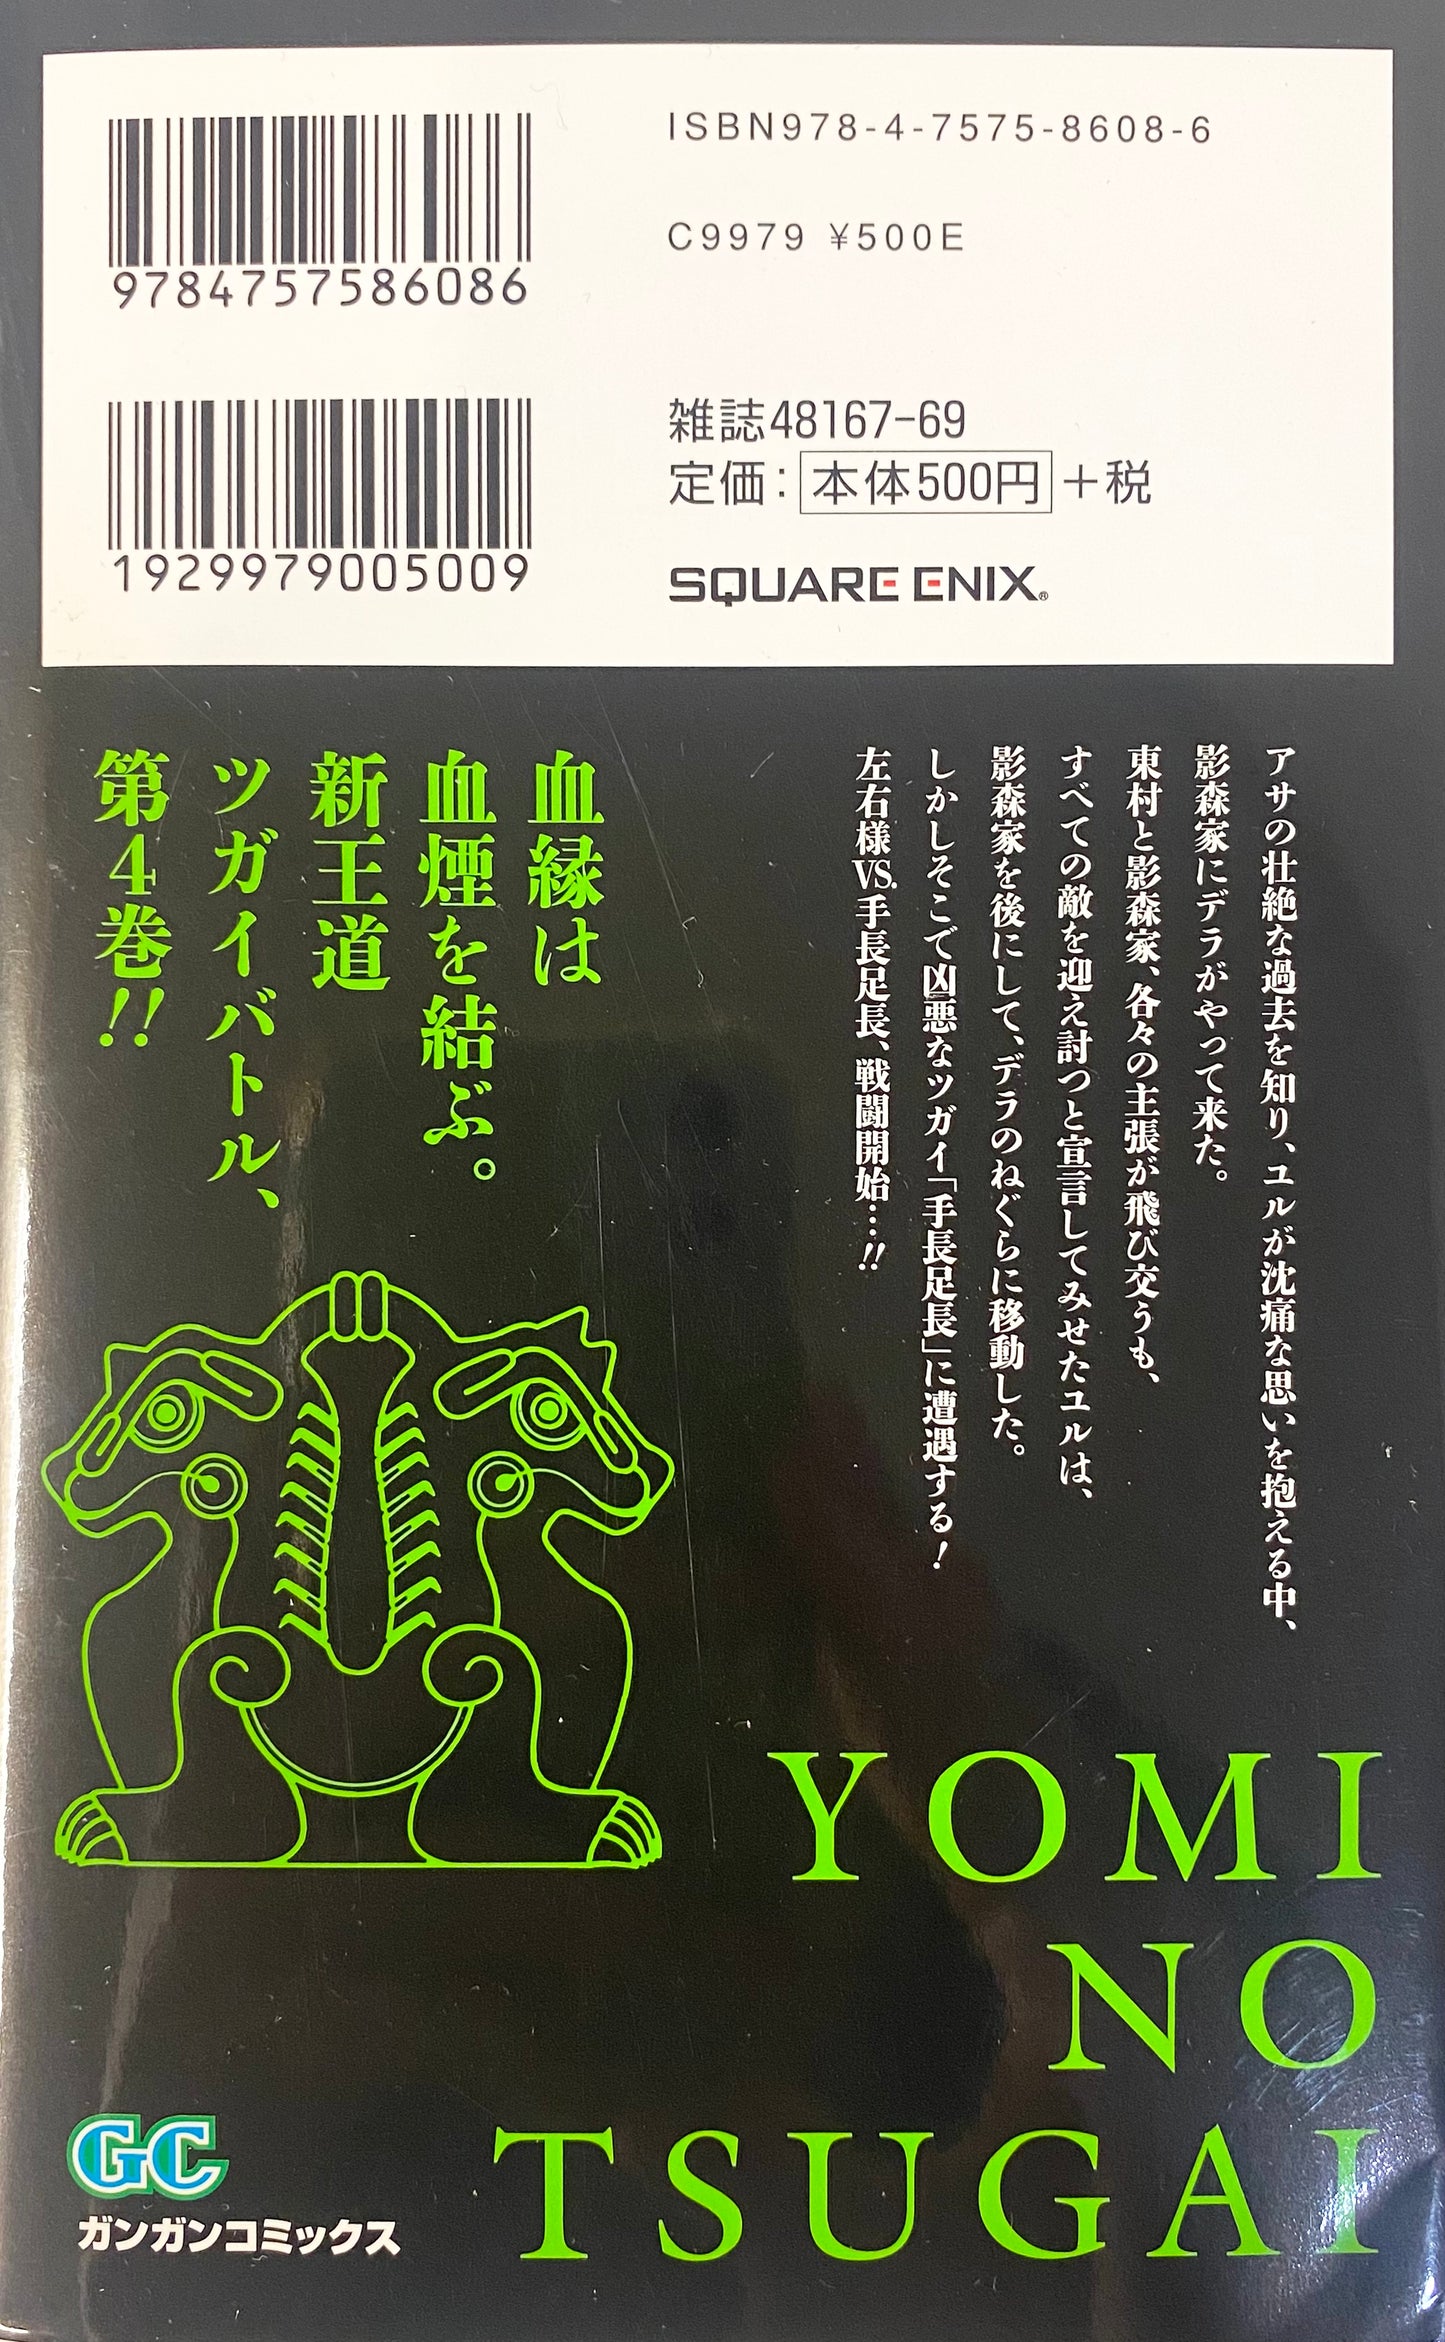 9784757586086
1929979005009
ISBN978-4-7575-8608-6
C9979 ¥500E
雑誌48167-69
定価：本体500円＋税
SQUARE ENIX®
アサの壮絶な過去を知り、ユルが沈痛な思いを抱える中、
影森家にデラがやって来た。
東村と影森家、各々の主張が飛び交うも、
すべての敵を迎え討つと宣言してみせたユルは、
影森家を後にして、デラのねぐらに移動した。
しかしそこで凶悪なツガイ「手長足長」に遭遇する！
左右様VS.手長足長、戦闘開始…!!
血縁は
血煙を結ぶ。
新王道
ツガイバトル、
第4巻!!
YOMI
NO
TSUGAI
GC
ガンガンコミックス